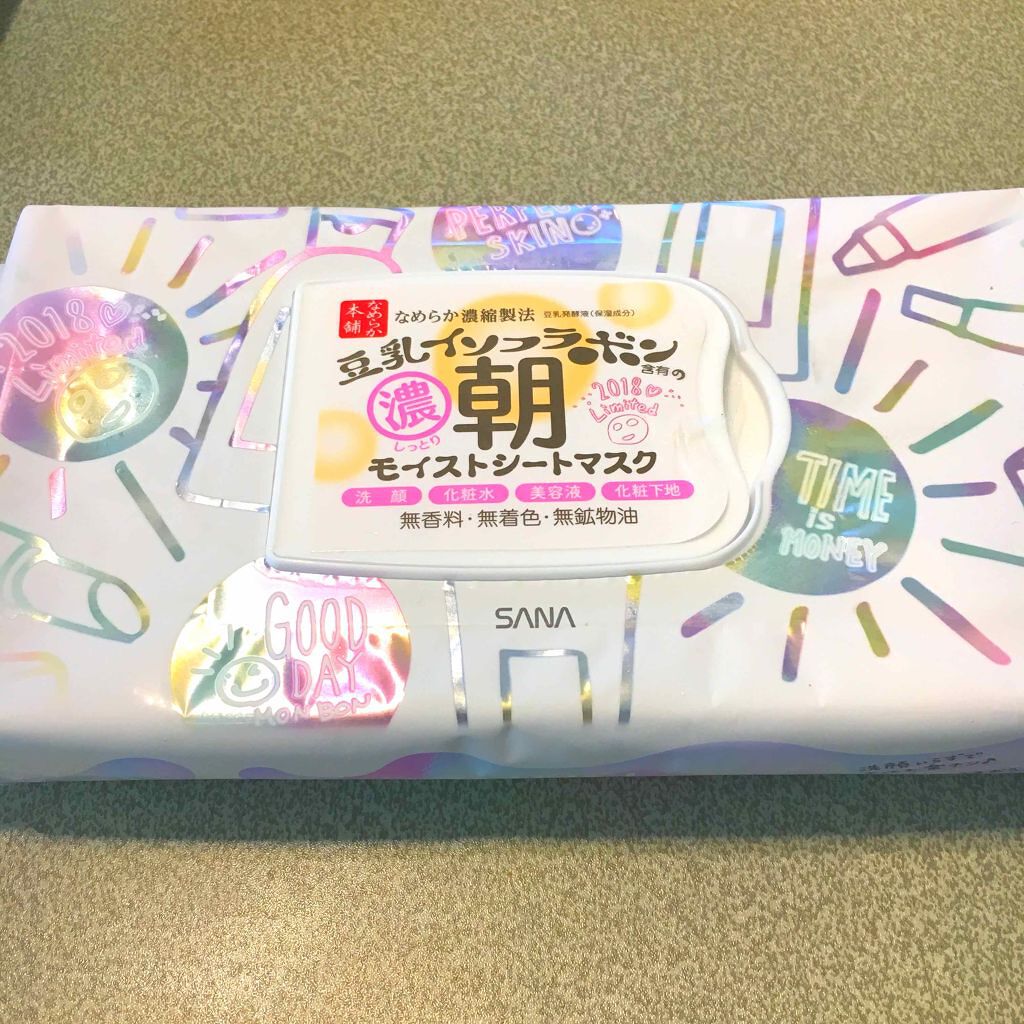 PERFECT
SKIN
2018♡
Limited
なめらか
本舗
なめらか濃縮製法 豆乳発酵液(保湿成分)
豆乳イソフラボン
含有の
濃
しっとり
朝
2018♡
Limited
モイストシートマスク
洗顔 化粧水 美容液 化粧下地
無香料・無着色・無鉱物油
TIME
is
MONEY
SANA
GOOD
DAY
MON BON